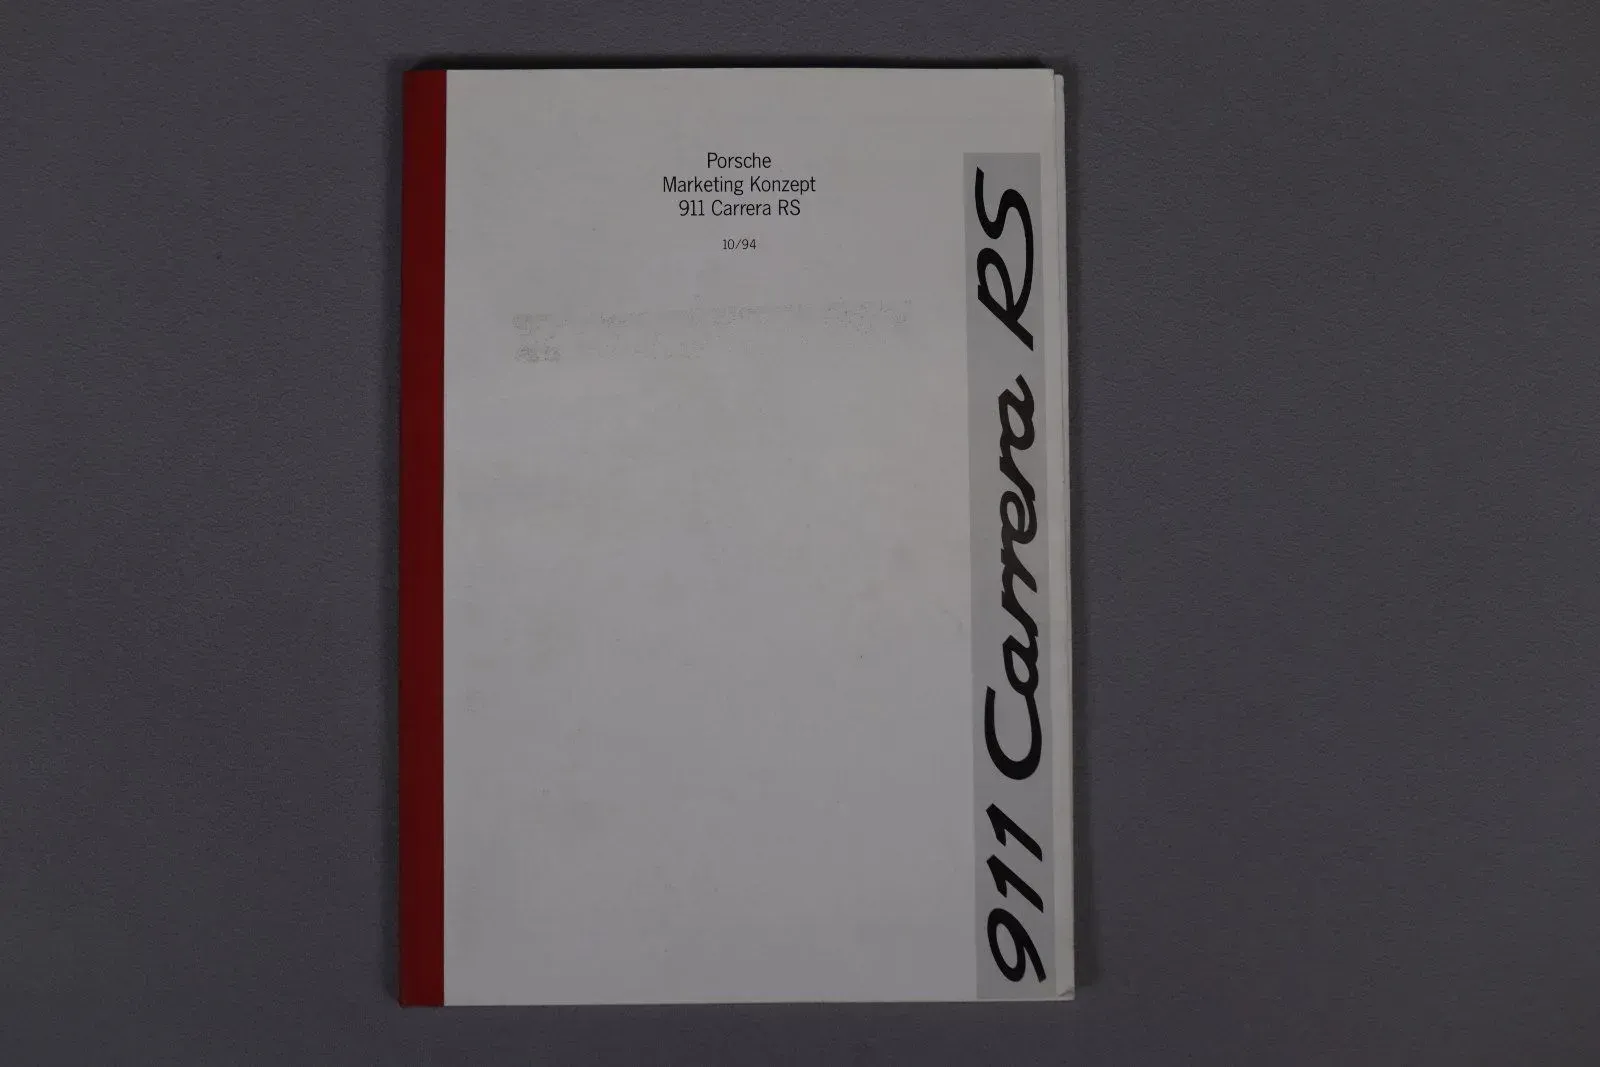 Porsche
Marketing Konzept
911 Carrera RS
10/94
911 Carrera RS